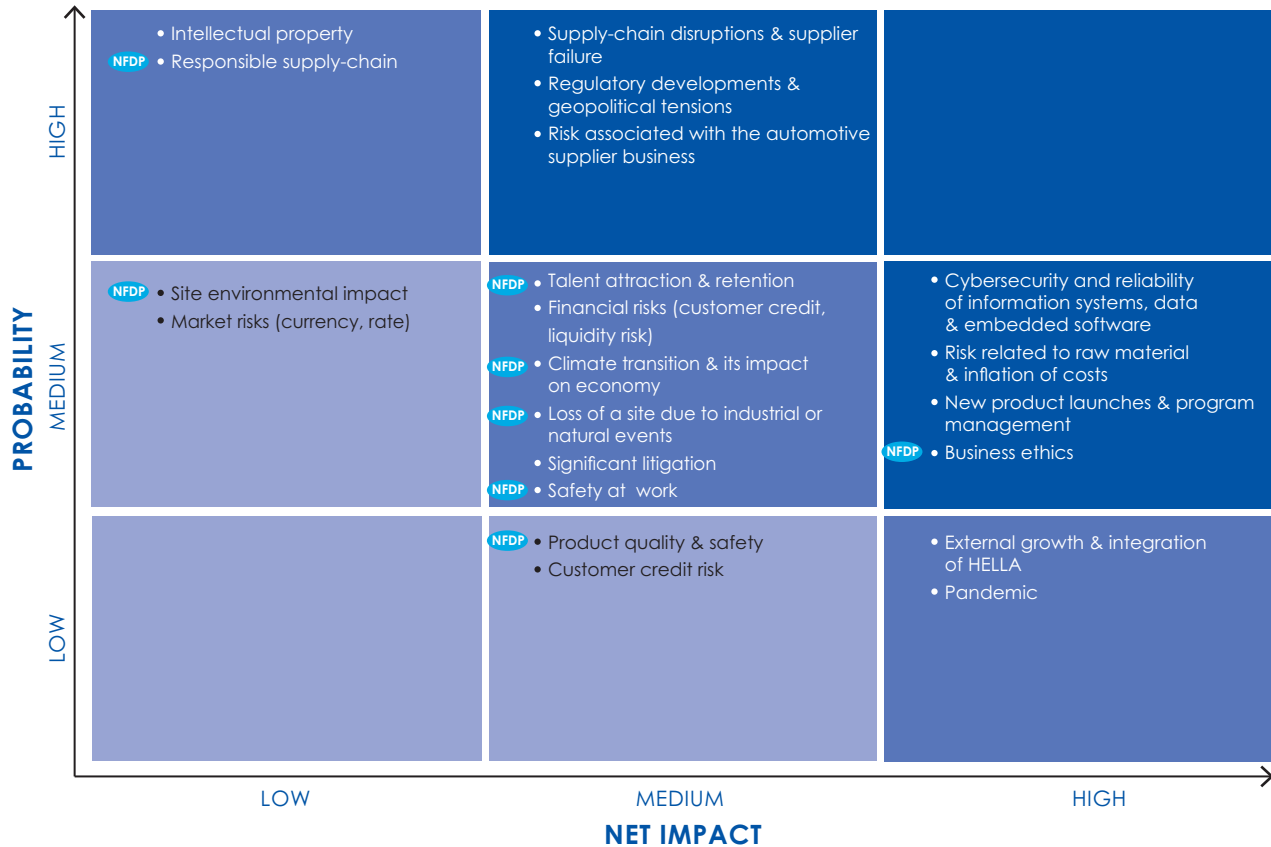 PROBABILITY
HIGH
• Intellectual property
NFDP • Responsible supply-chain
• Supply-chain disruptions & supplier
failure
• Regulatory developments &
geopolitical tensions
• Risk associated with the automotive
supplier business
MEDIUM
NFDP • Site environmental impact
• Market risks (currency, rate)
NFDP • Talent attraction & retention
• Financial risks (customer credit,
liquidity risk)
NFDP • Climate transition & its impact
on economy
NFDP • Loss of a site due to industrial or
natural events
• Significant litigation
NFDP • Safety at work
• Cybersecurity and reliability
of information systems, data
& embedded software
• Risk related to raw material
& inflation of costs
• New product launches & program
management
NFDP • Business ethics
LOW
NFDP • Product quality & safety
• Customer credit risk
• External growth & integration
of HELLA
• Pandemic
LOW
MEDIUM
HIGH
NET IMPACT